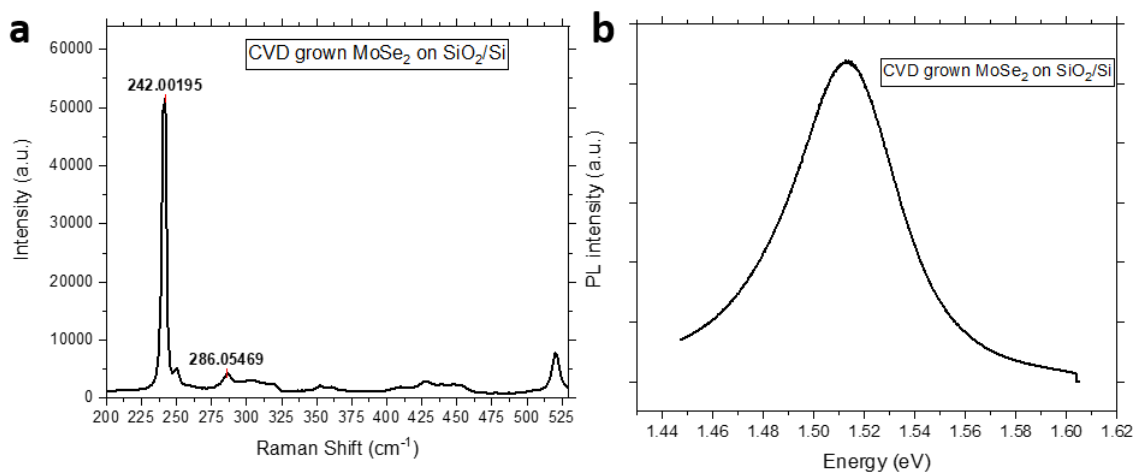 a
CVD grown MoSe₂ on SiO₂/Si
242.00195
286.05469
60000
50000
40000
30000
20000
10000
0
Intensity (a.u.)
200 225 250 275 300 325 350 375 400 425 450 475 500 525
Raman Shift (cm⁻¹)
b
CVD grown MoSe₂ on SiO₂/Si
PL intensity (a.u.)
1.44 1.46 1.48 1.50 1.52 1.54 1.56 1.58 1.60 1.62
Energy (eV)